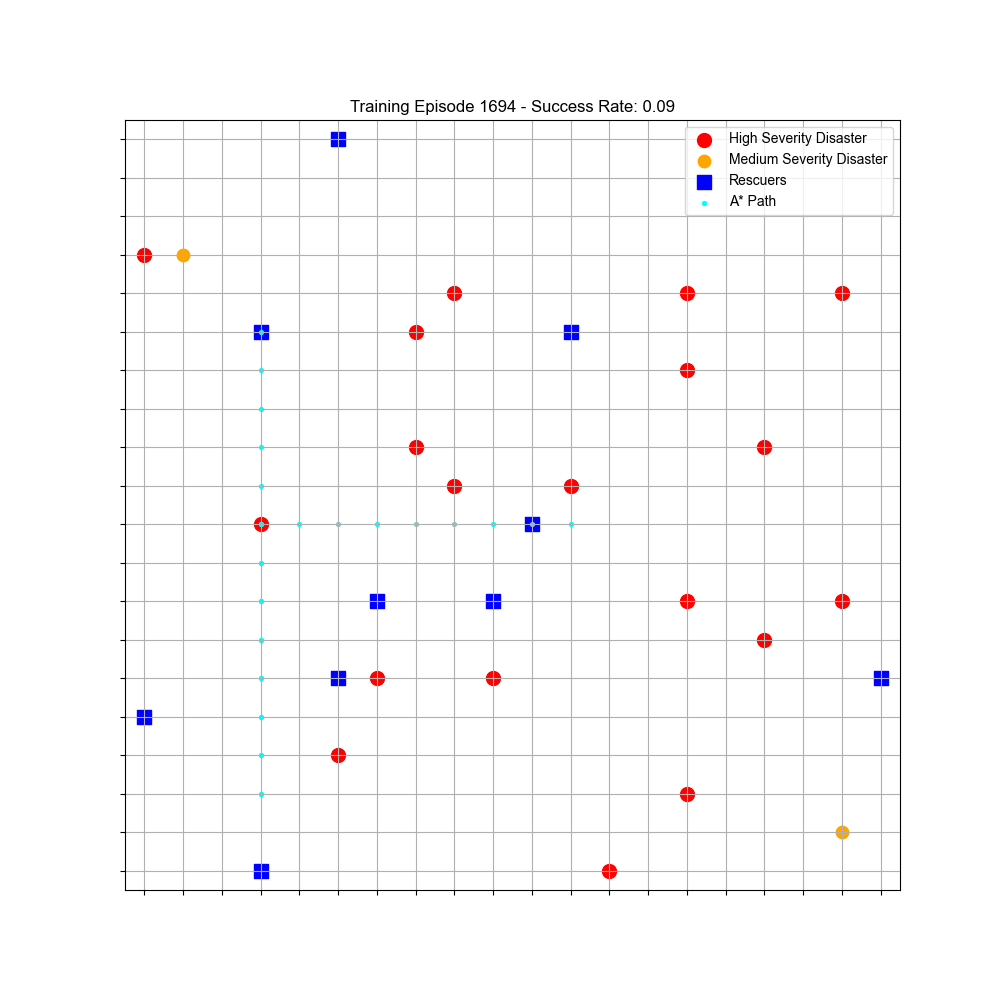 Training Episode 1694 - Success Rate: 0.09
High Severity Disaster
Medium Severity Disaster
Rescuers
A* Path